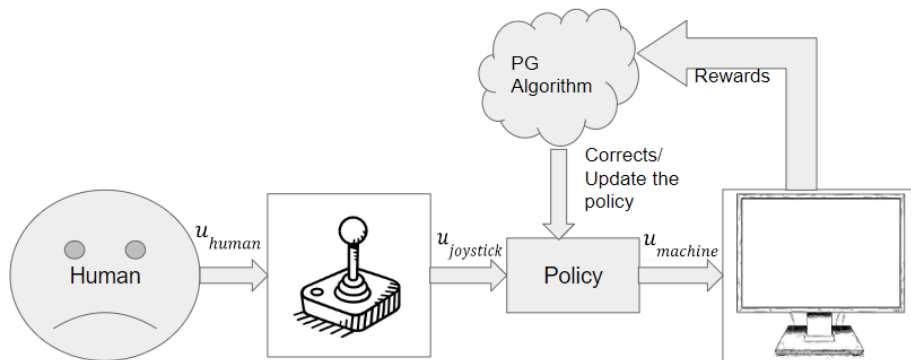 PG
Algorithm
Rewards
Corrects/
Update the
policy
u_human
u_joystick
u_machine
Human
Policy